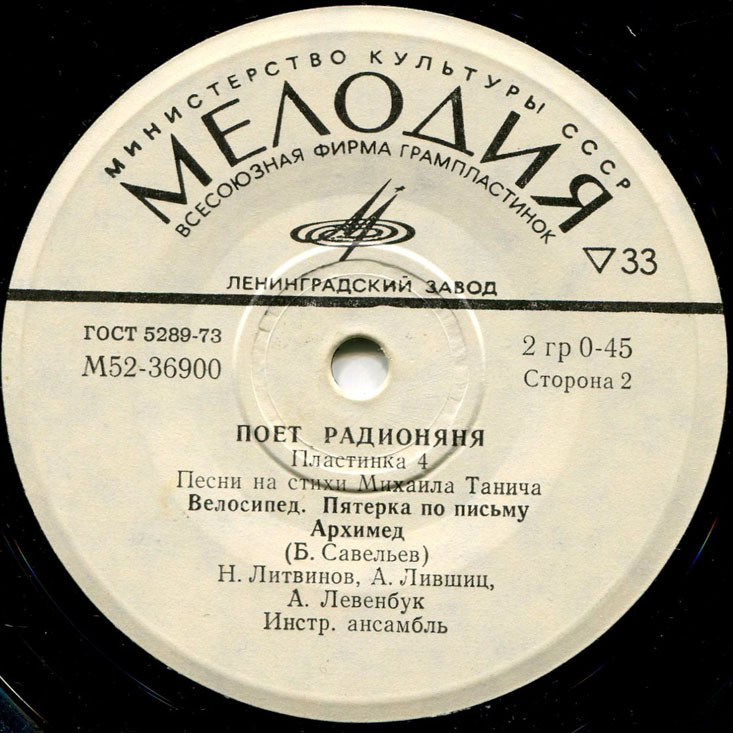 МИНИСТЕРСТВО КУЛЬТУРЫ СССР
МЕЛОДИЯ
ВСЕСОЮЗНАЯ ФИРМА ГРАМПЛАСТИНОК
▽33
ЛЕНИНГРАДСКИЙ ЗАВОД
ГОСТ 5289-73
М52-36900
2 гр 0-45
Сторона 2
ПОЕТ РАДИОНЯНЯ
Пластинка 4
Песни на стихи Михаила Танича
Велосипед. Пятерка по письму
Архимед
(Б. Савельев)
Н. Литвинов, А. Лившиц,
А. Левенбук
Инстр. ансамбль